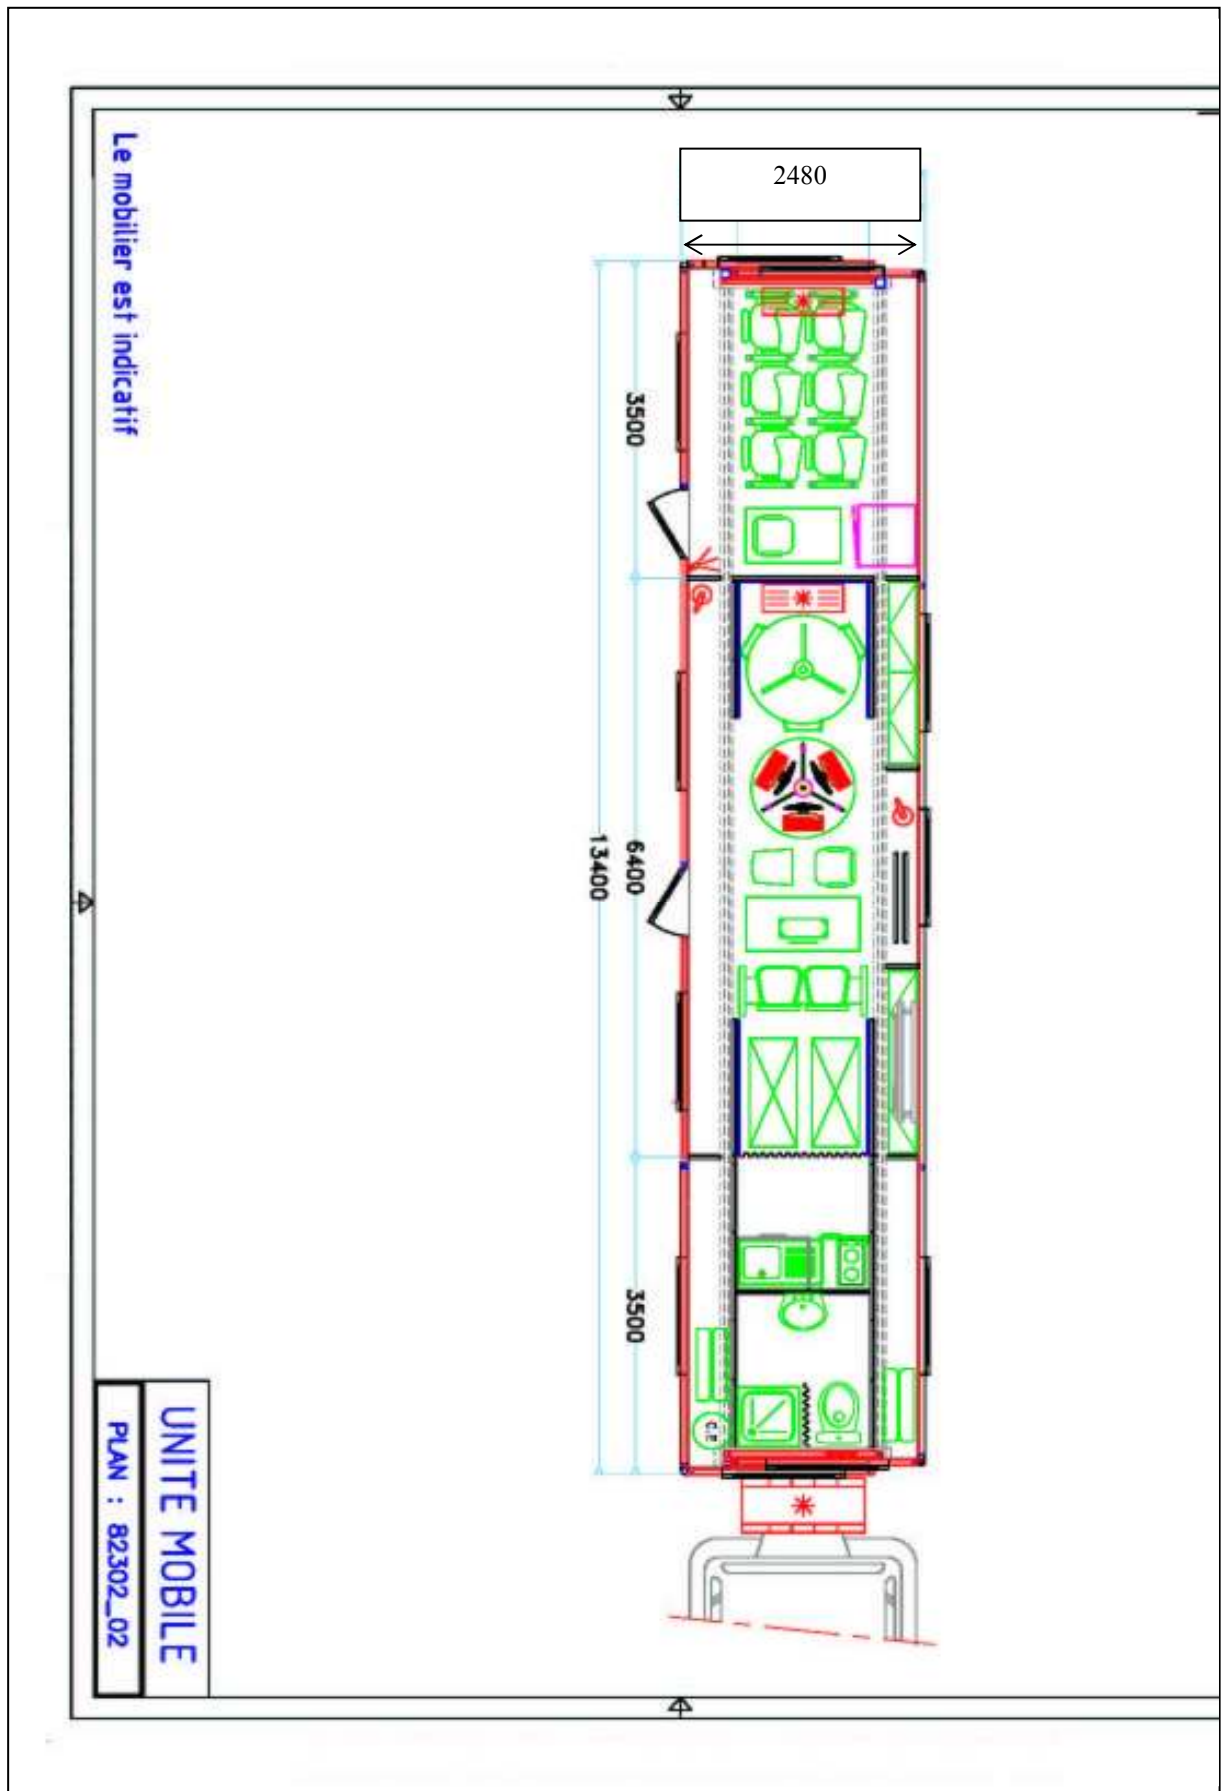 2480
Le mobilier est indicatif
3500
6400
13400
3500
C.E
UNITE MOBILE
PLAN : 82302_02